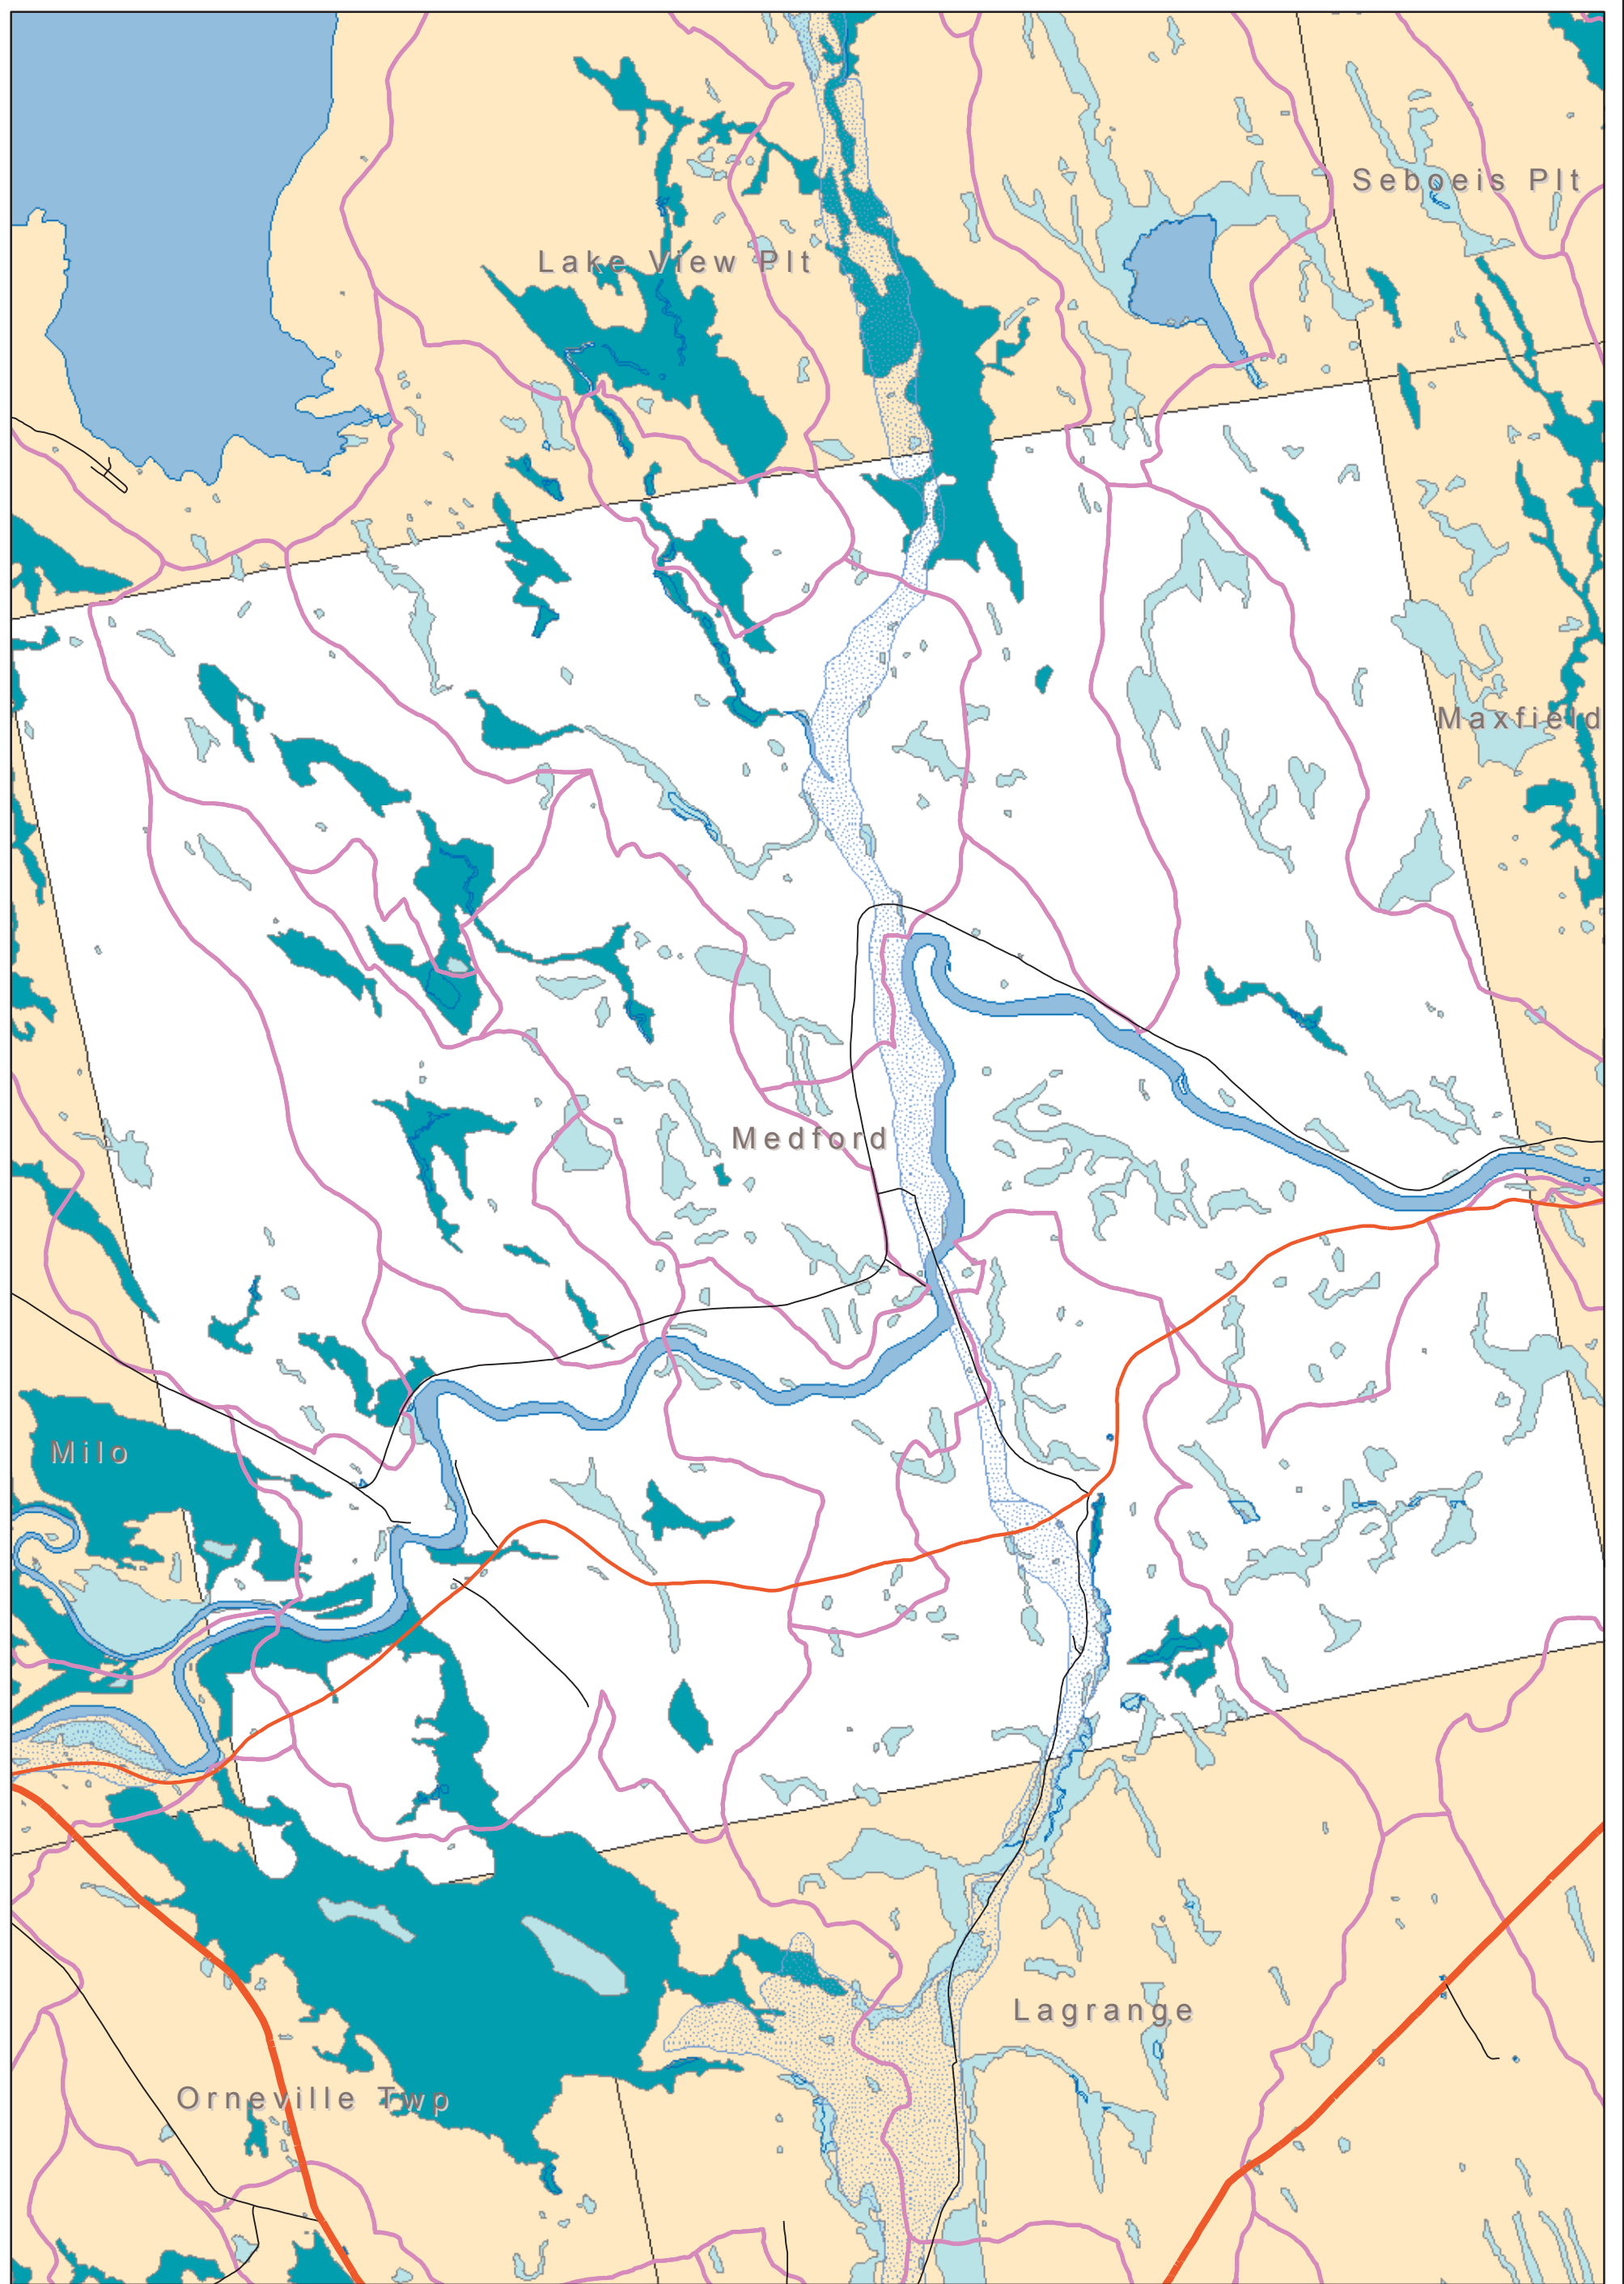 Seboeis Plt
Lake View Plt
Maxfield
Medford
Milo
Lagrange
Orneville Twp